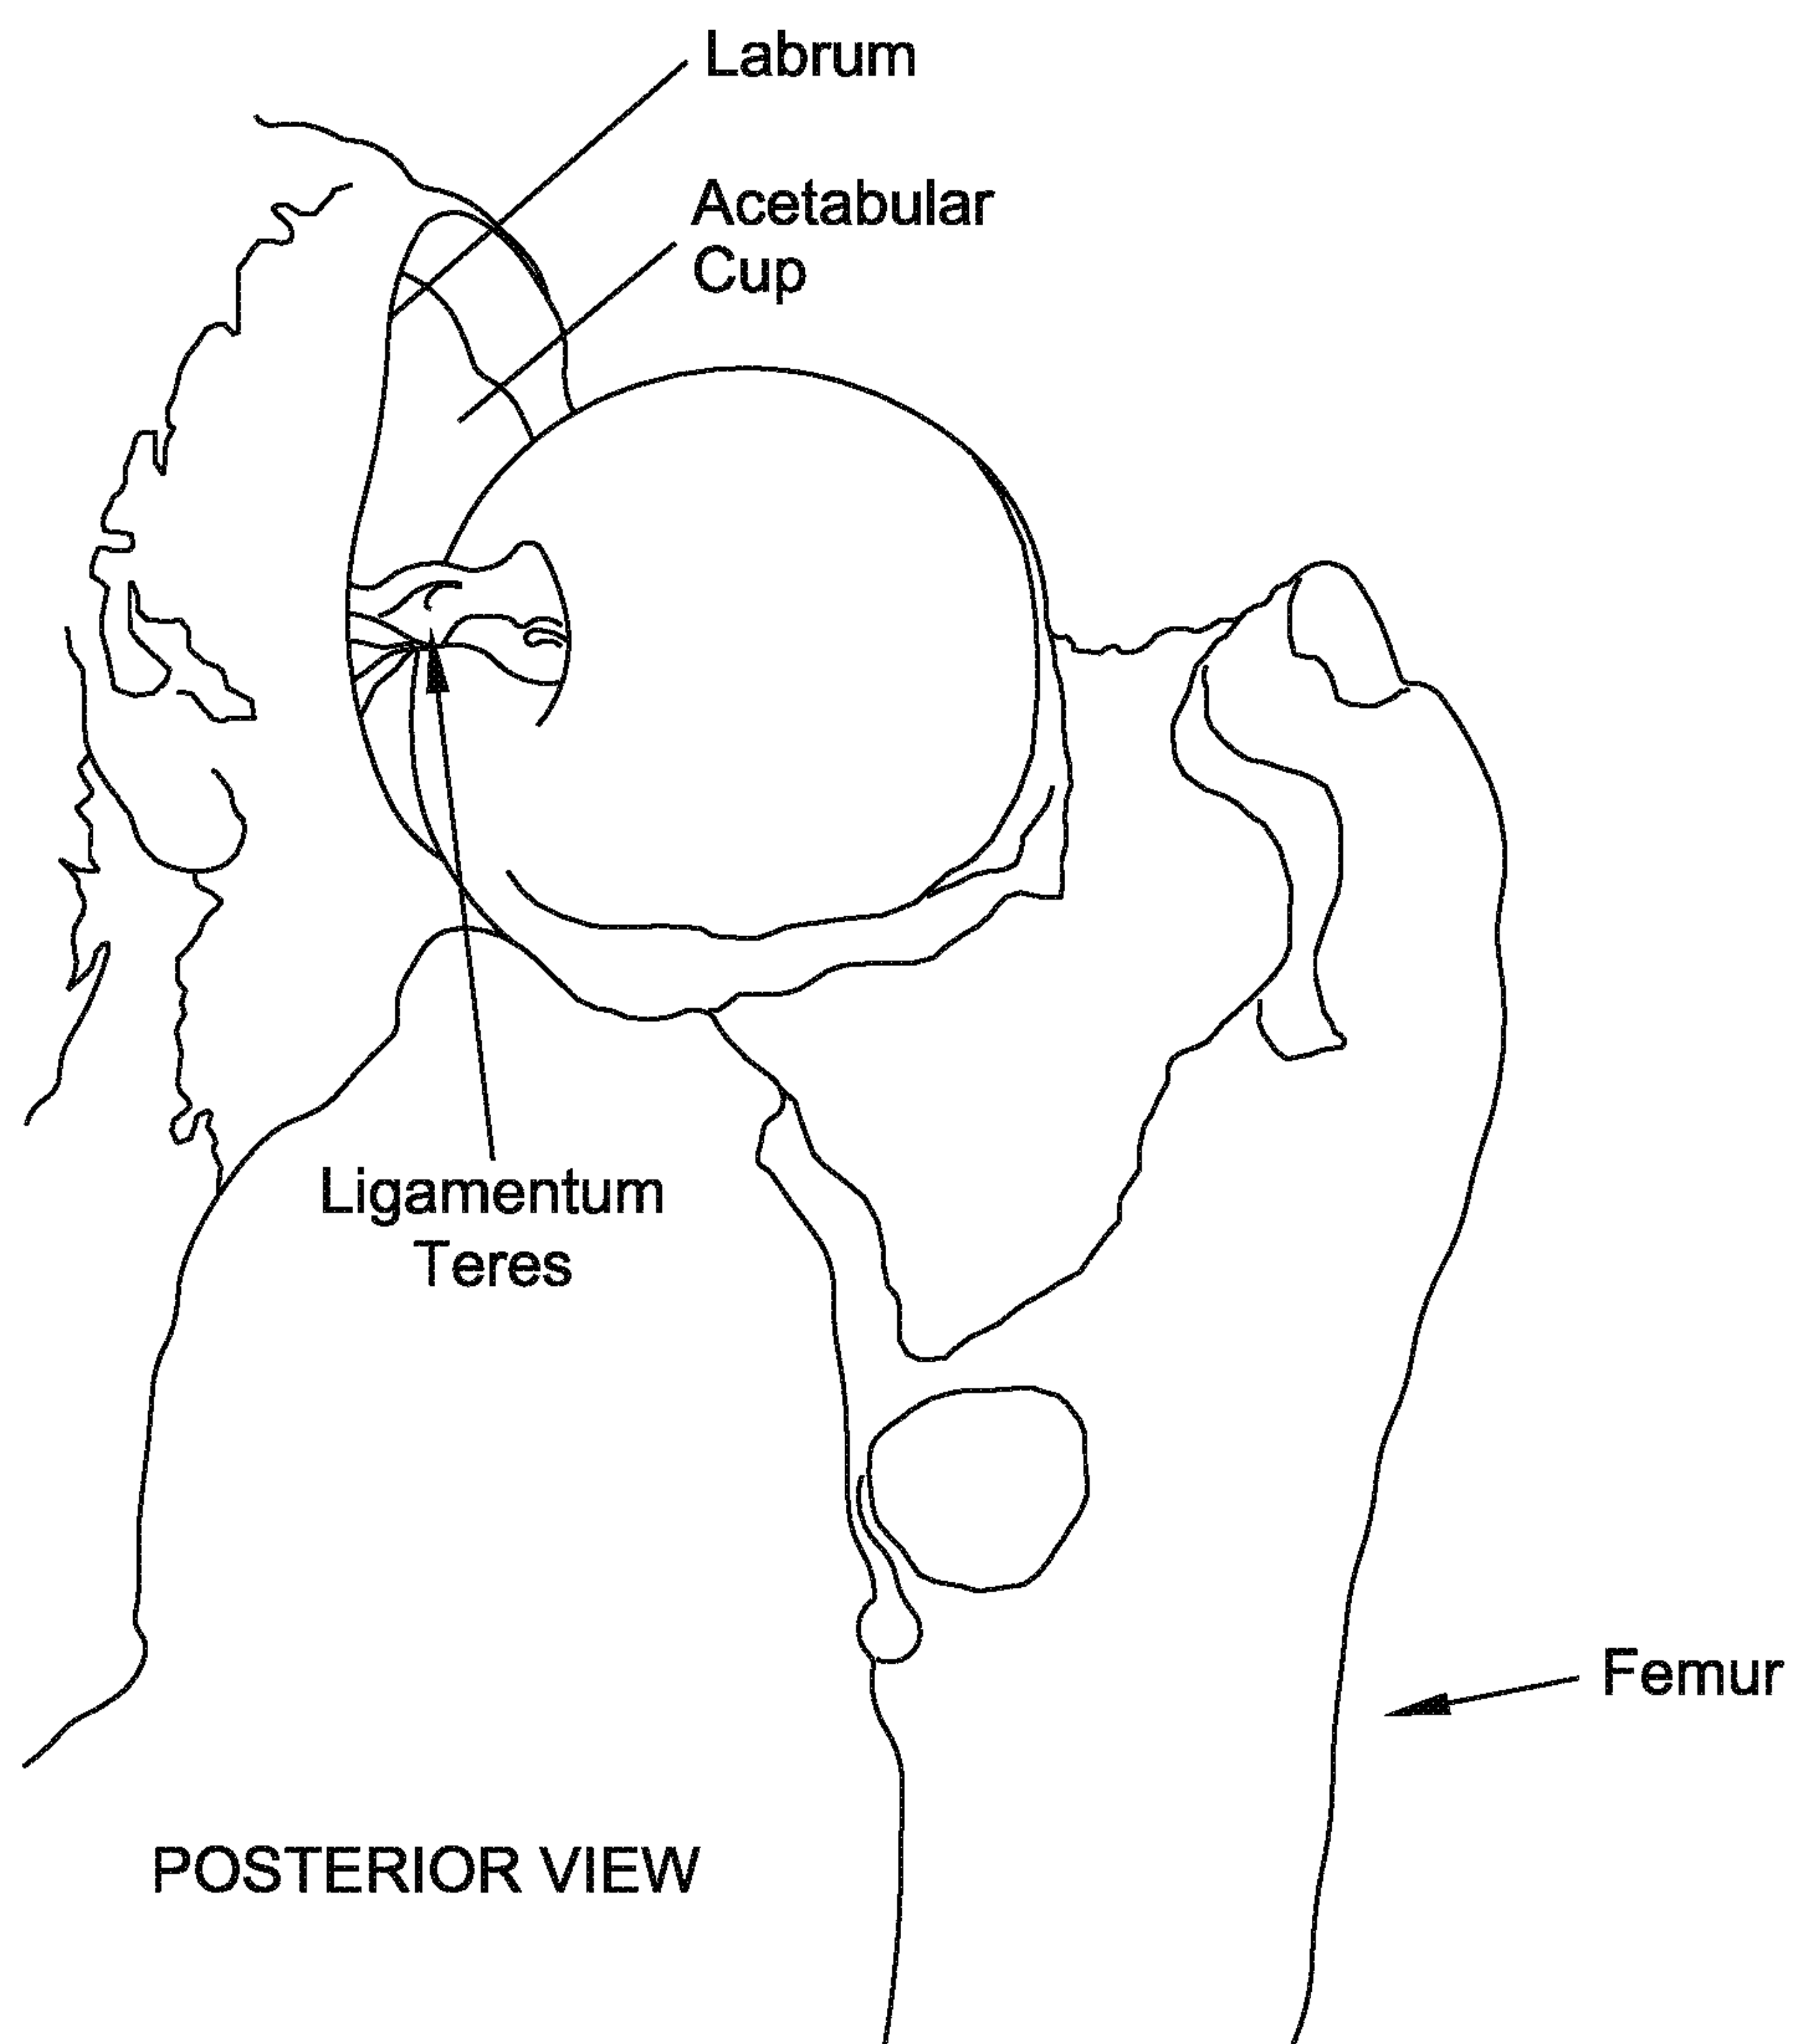 Labrum
Acetabular
Cup
Ligamentum
Teres
Femur
POSTERIOR VIEW